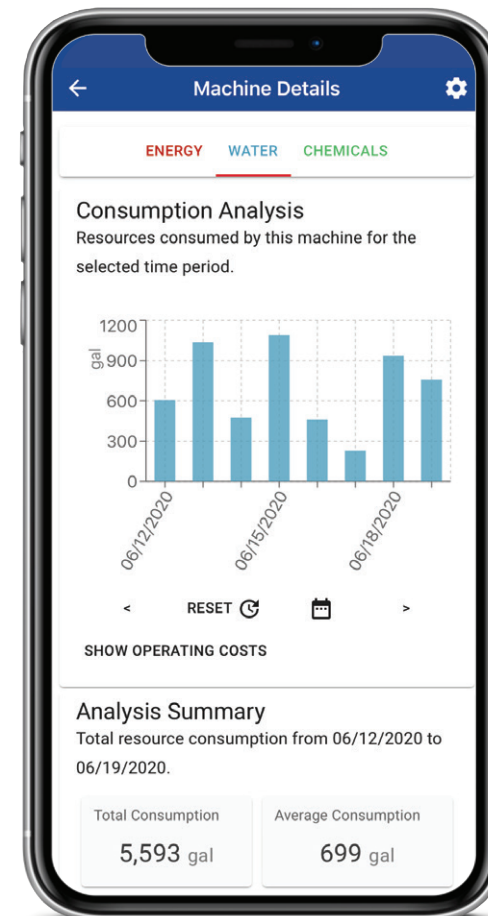 Machine Details
ENERGY WATER CHEMICALS
Consumption Analysis
Resources consumed by this machine for the
selected time period.
1200
gal
900
600
300
0
06/12/2020 06/15/2020 06/18/2020
< RESET >
SHOW OPERATING COSTS
Analysis Summary
Total resource consumption from 06/12/2020 to
06/19/2020.
Total Consumption Average Consumption
5,593 gal 699 gal